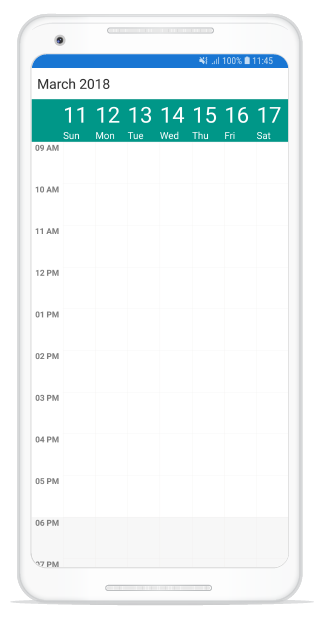 100% 11:45
March 2018
11 12 13 14 15 16 17
Sun Mon Tue Wed Thu Fri Sat
09 AM
10 AM
11 AM
12 PM
01 PM
02 PM
03 PM
04 PM
05 PM
06 PM
07 PM